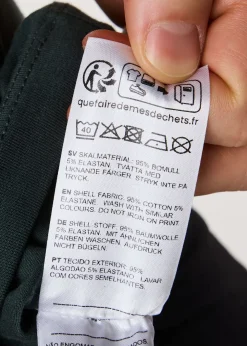 quefairedemesdechets.fr
40
SV SKALMATERIAL: 95% BOMULL
5% ELASTAN. TVÄTTA MED
LIKNANDE FÄRGER. STRYK INTE PÅ
TRYCK.
EN SHELL FABRIC: 95% COTTON 5%
ELASTANE. WASH WITH SIMILAR
COLOURS. DO NOT IRON ON PRINT
DE SHELL STOFF: 95% BAUMWOLLE
5% ELASTAN. MIT ÄHNLICHEN
FARBEN WASCHEN. AUFDRUCK
NICHT BÜGELN.
PT TECIDO EXTERIOR: 95%
ALGODÃO 5% ELASTANO. LAVAR
COM CORES SEMELHANTES.